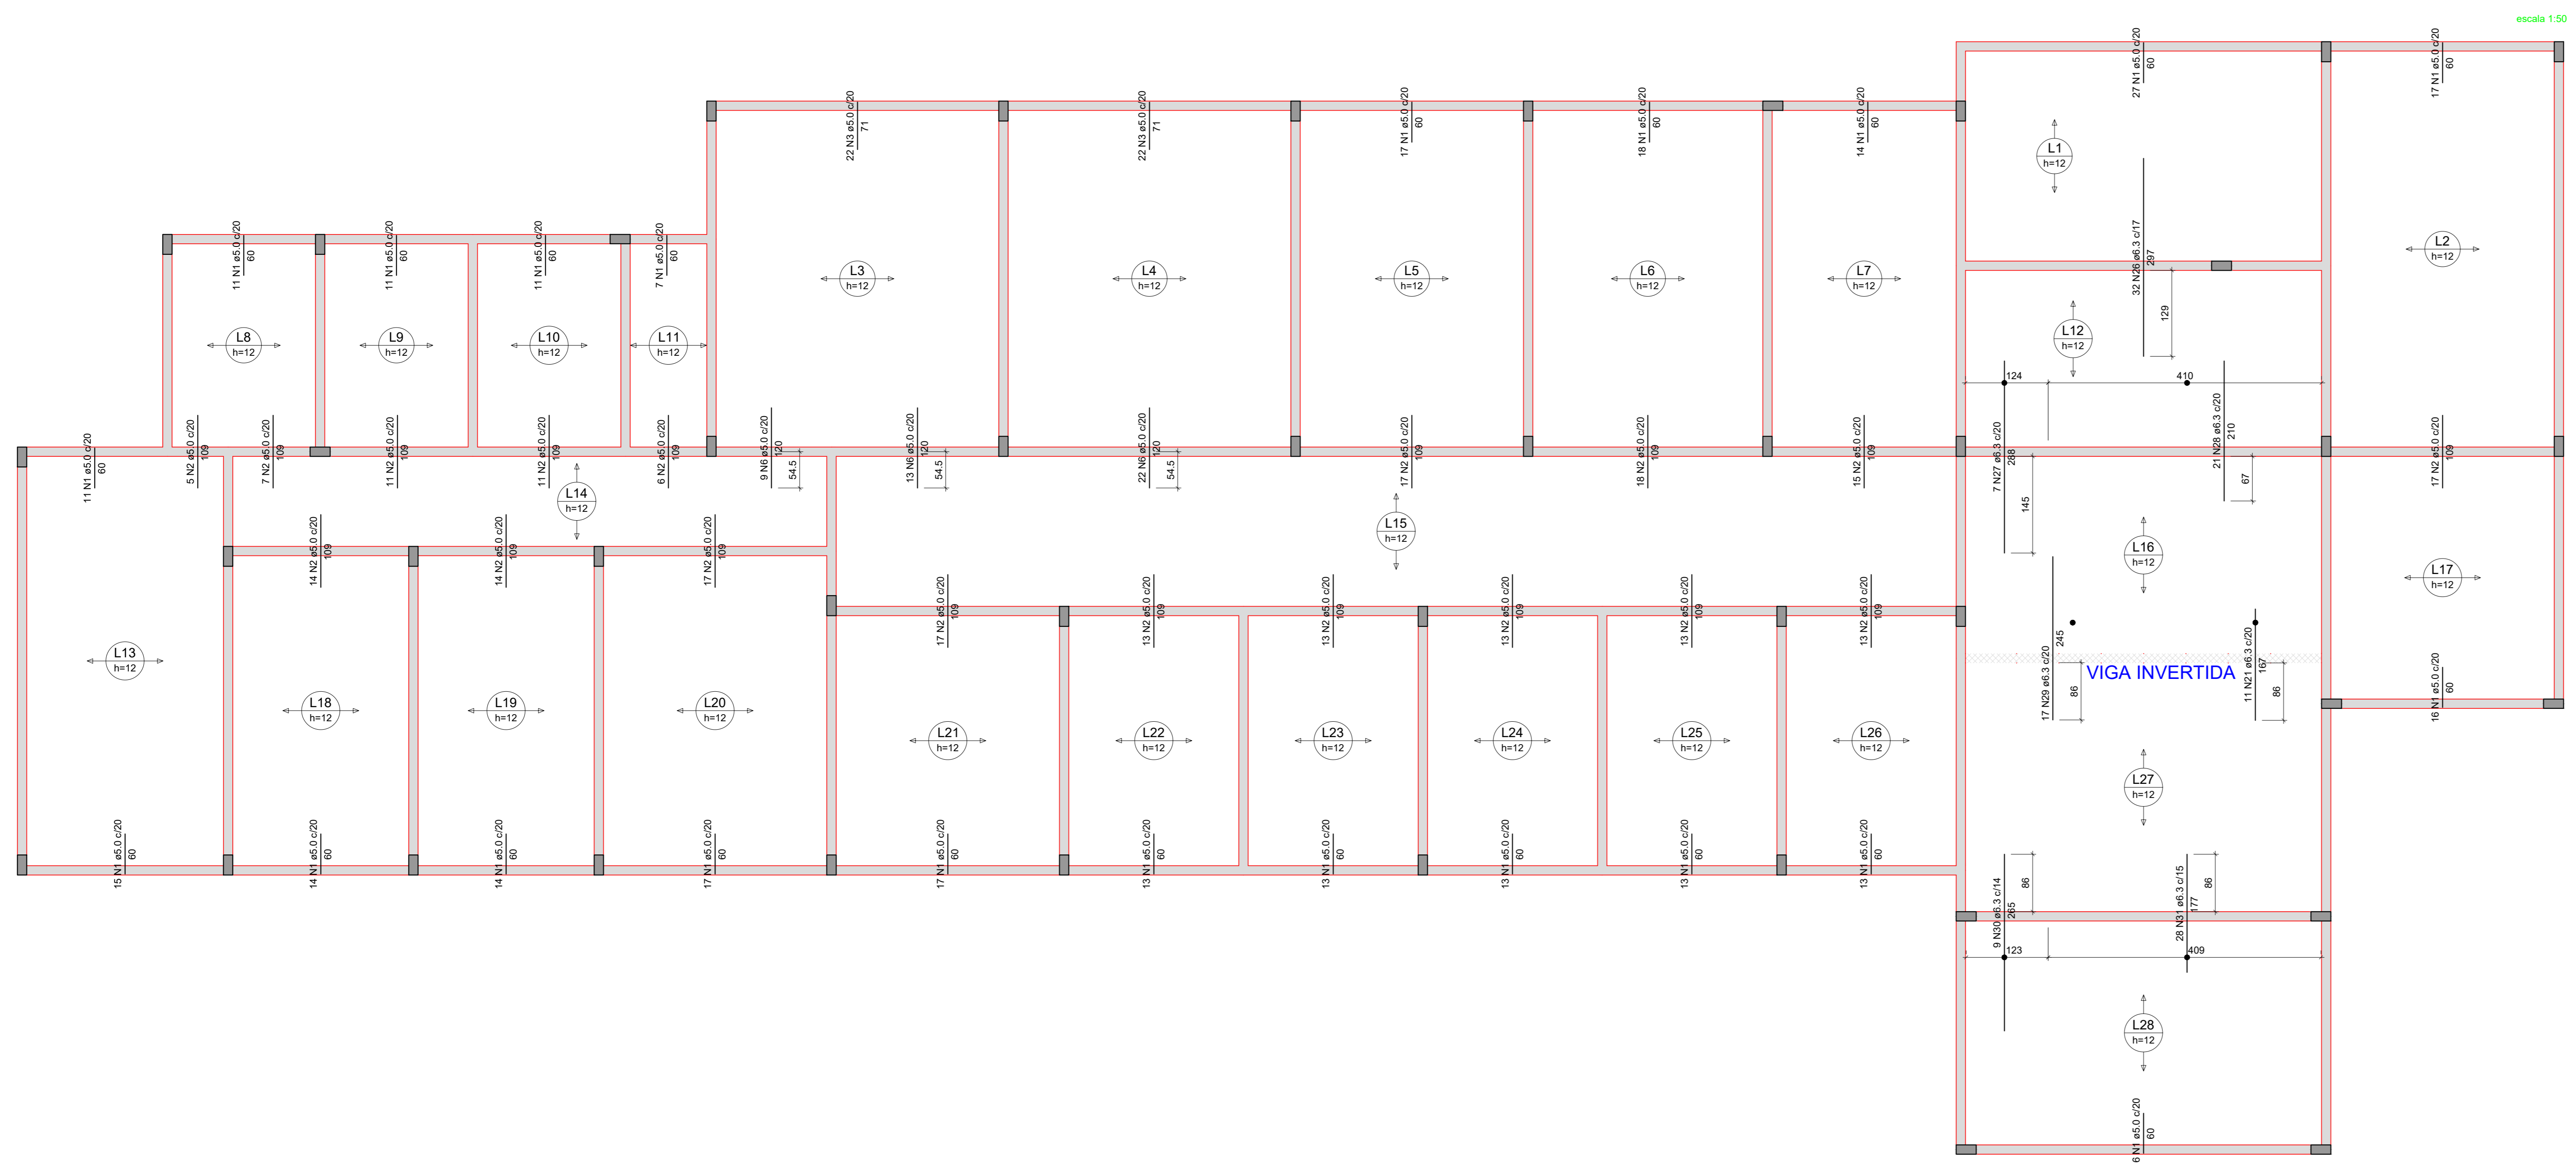 escala 1:50
27 N1 ø5.0 c/20
60
17 N1 ø5.0 c/20
60
22 N3 ø5.0 c/20
71
22 N3 ø5.0 c/20
71
17 N1 ø5.0 c/20
60
18 N1 ø5.0 c/20
60
14 N1 ø5.0 c/20
60
L1
h=12
32 N26 ø6.3 c/17
297
129
L2
h=12
11 N1 ø5.0 c/20
60
11 N1 ø5.0 c/20
60
11 N1 ø5.0 c/20
60
7 N1 ø5.0 c/20
60
L3
h=12
L4
h=12
L5
h=12
L6
h=12
L7
h=12
L8
h=12
L9
h=12
L10
h=12
L11
h=12
L12
h=12
124
410
11 N1 ø5.0 c/20
60
5 N2 ø5.0 c/20
109
7 N2 ø5.0 c/20
109
11 N2 ø5.0 c/20
109
11 N2 ø5.0 c/20
109
6 N2 ø5.0 c/20
109
9 N6 ø5.0 c/20
120
54.5
13 N6 ø5.0 c/20
120
54.5
22 N6 ø5.0 c/20
120
54.5
17 N2 ø5.0 c/20
109
18 N2 ø5.0 c/20
109
15 N2 ø5.0 c/20
109
7 N27 ø6.3 c/20
288
145
21 N28 ø6.3 c/20
210
67
17 N2 ø5.0 c/20
109
L14
h=12
L15
h=12
L16
h=12
L17
h=12
14 N2 ø5.0 c/20
109
14 N2 ø5.0 c/20
109
17 N2 ø5.0 c/20
109
17 N2 ø5.0 c/20
109
13 N2 ø5.0 c/20
109
13 N2 ø5.0 c/20
109
13 N2 ø5.0 c/20
109
13 N2 ø5.0 c/20
109
13 N2 ø5.0 c/20
109
17 N29 ø6.3 c/20
245
86
VIGA INVERTIDA
11 N21 ø6.3 c/20
167
86
16 N1 ø5.0 c/20
60
L13
h=12
L18
h=12
L19
h=12
L20
h=12
L21
h=12
L22
h=12
L23
h=12
L24
h=12
L25
h=12
L26
h=12
L27
h=12
15 N1 ø5.0 c/20
60
14 N1 ø5.0 c/20
60
14 N1 ø5.0 c/20
60
17 N1 ø5.0 c/20
60
17 N1 ø5.0 c/20
60
13 N1 ø5.0 c/20
60
13 N1 ø5.0 c/20
60
13 N1 ø5.0 c/20
60
13 N1 ø5.0 c/20
60
13 N1 ø5.0 c/20
60
9 N30 ø6.3 c/14
265
86
28 N31 ø6.3 c/15
177
86
123
409
L28
h=12
6 N1 ø5.0 c/20
60